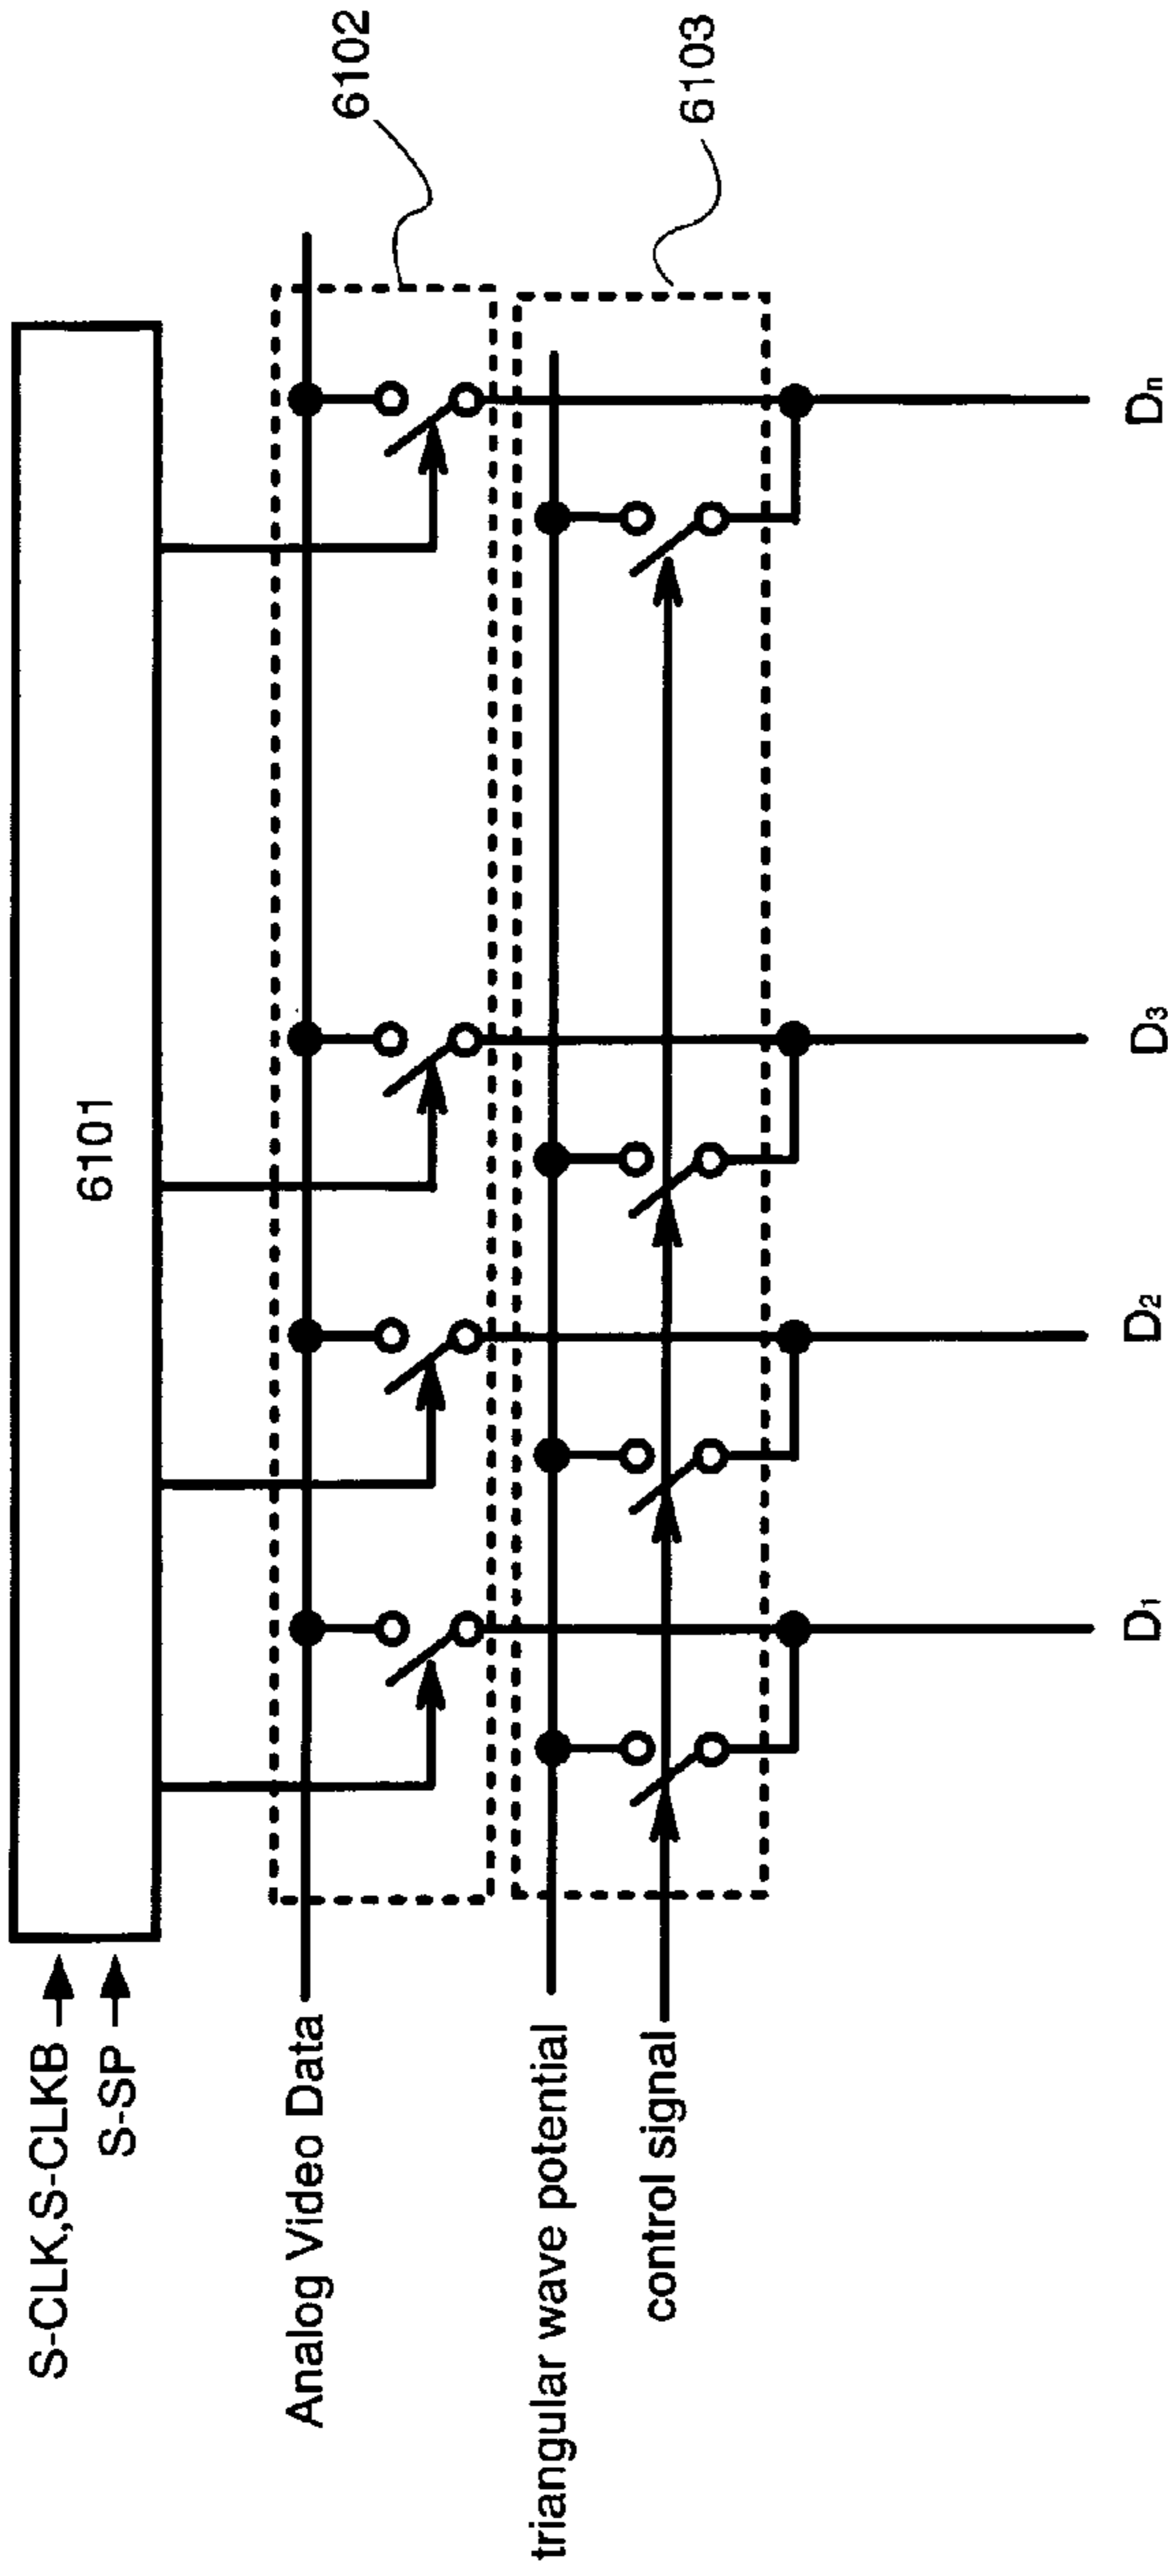 S-CLK,S-CLKB
S-SP
6101
Analog Video Data
6102
triangular wave potential
control signal
6103
D1
D2
D3
Dn